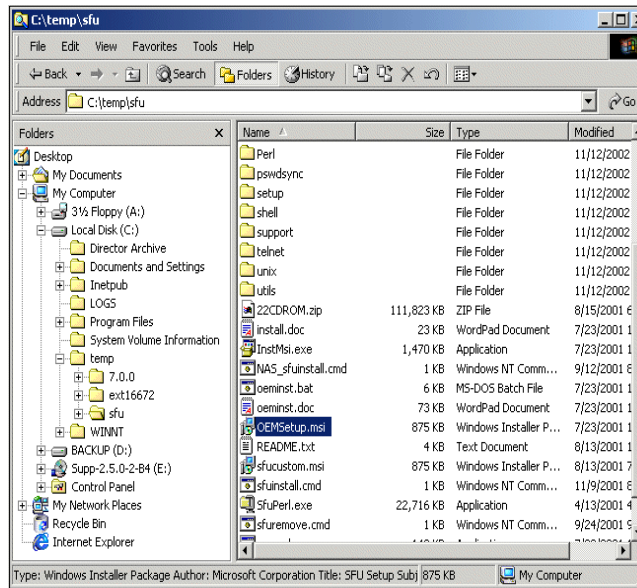 C:\temp\sfu
File Edit View Favorites Tools Help
Back Search Folders History
Address C:\temp\sfu Go
Folders
Desktop
My Documents
My Computer
3½ Floppy (A:)
Local Disk (C:)
Director Archive
Documents and Settings
Inetpub
LOGS
Program Files
System Volume Information
temp
7.0.0
ext16672
sfu
WINNT
BACKUP (D:)
Supp-2.5.0-2-B4 (E:)
Control Panel
My Network Places
Recycle Bin
Internet Explorer
Name Size Type Modified
Perl File Folder 11/12/2002
pswdsync File Folder 11/12/2002
setup File Folder 11/12/2002
shell File Folder 11/12/2002
support File Folder 11/12/2002
telnet File Folder 11/12/2002
unix File Folder 11/12/2002
utils File Folder 11/12/2002
22CDROM.zip 111,823 KB ZIP File 8/15/2001 6
install.doc 23 KB WordPad Document 7/23/2001 1
InstMsi.exe 1,470 KB Application 7/23/2001 1
NAS_sfuinstall.cmd 1 KB Windows NT Comm... 9/12/2001 8
oeminst.bat 6 KB MS-DOS Batch File 7/23/2001 1
oeminst.doc 73 KB WordPad Document 7/23/2001 1
OEMSetup.msi 875 KB Windows Installer P... 7/23/2001 1
README.txt 4 KB Text Document 8/13/2001 1
sfucustom.msi 875 KB Windows Installer P... 8/13/2001 7
sfuinstall.cmd 1 KB Windows NT Comm... 11/9/2001 8
SfuPerl.exe 22,716 KB Application 4/13/2001 4
sfuremove.cmd 1 KB Windows NT Comm... 9/24/2001 9
Type: Windows Installer Package Author: Microsoft Corporation Title: SFU Setup Subj 875 KB My Computer